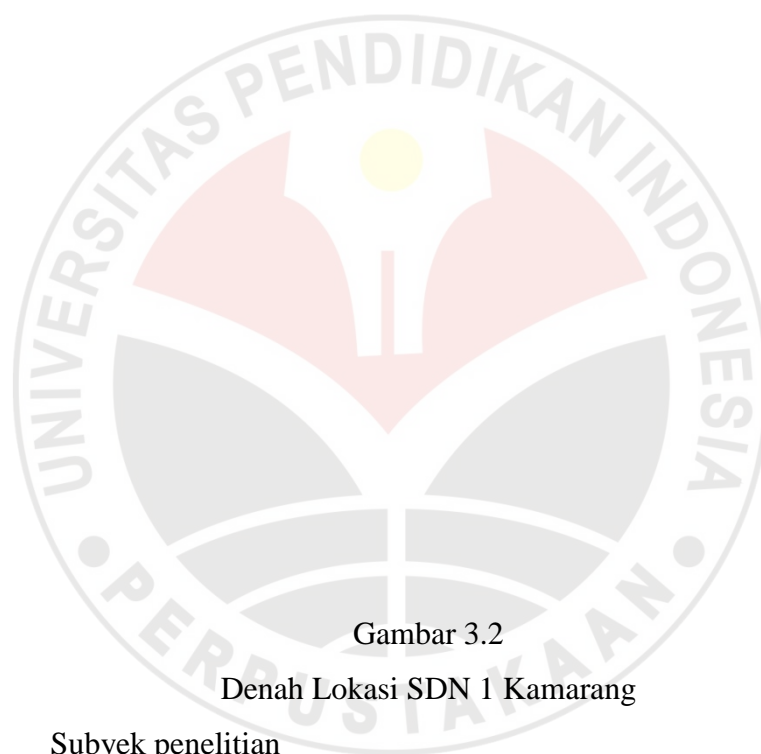 UNIVERSITAS PENDIDIKAN INDONESIA
PERPUSTAKAAN
Gambar 3.2
Denah Lokasi SDN 1 Kamarang
Subyek penelitian